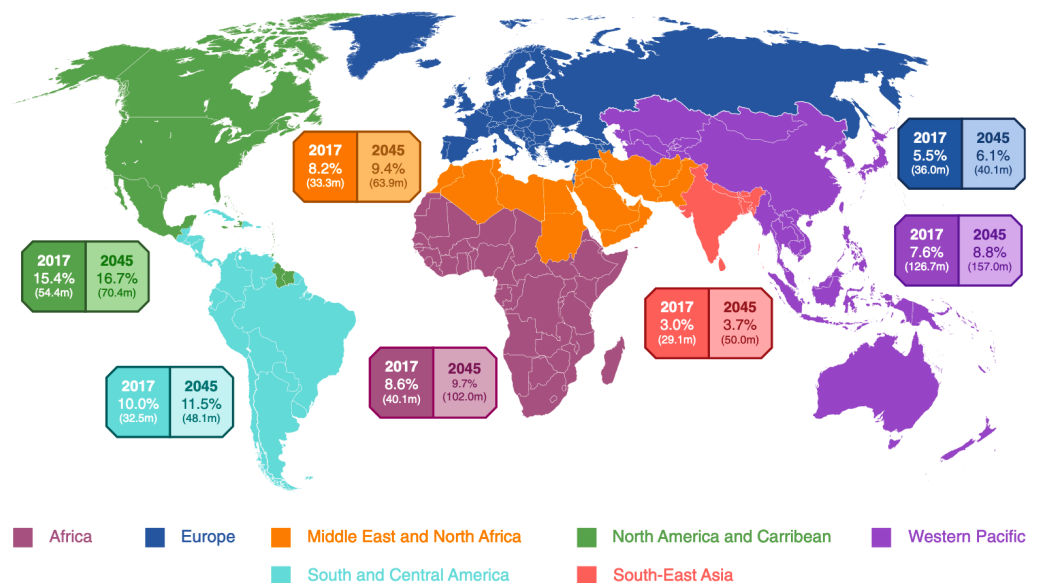 2017 2045
5.5% 6.1%
(36.0m) (40.1m)
2017 2045
8.2% 9.4%
(33.3m) (63.9m)
2017 2045
7.6% 8.8%
(126.7m) (157.0m)
2017 2045
15.4% 16.7%
(54.4m) (70.4m)
2017 2045
3.0% 3.7%
(29.1m) (50.0m)
2017 2045
8.6% 9.7%
(40.1m) (102.0m)
2017 2045
10.0% 11.5%
(32.5m) (48.1m)
Africa Europe Middle East and North Africa North America and Carribean Western Pacific
South and Central America South-East Asia